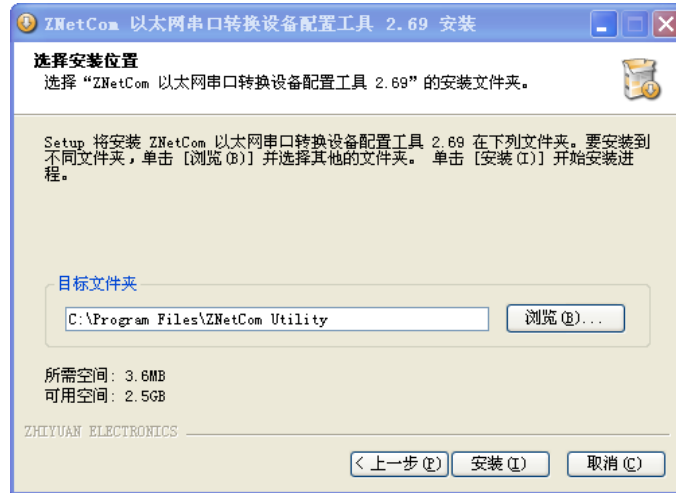 ZNetCom 以太网串口转换设备配置工具 2.69 安装
选择安装位置
选择“ZNetCom 以太网串口转换设备配置工具 2.69”的安装文件夹。
Setup 将安装 ZNetCom 以太网串口转换设备配置工具 2.69 在下列文件夹。要安装到
不同文件夹，单击 [浏览(B)] 并选择其他的文件夹。 单击 [安装(I)] 开始安装进
程。
目标文件夹
C:\Program Files\ZNetCom Utility
浏览(B)...
所需空间: 3.6MB
可用空间: 2.5GB
ZHIYUAN ELECTRONICS
< 上一步(P) 安装(I) 取消(C)